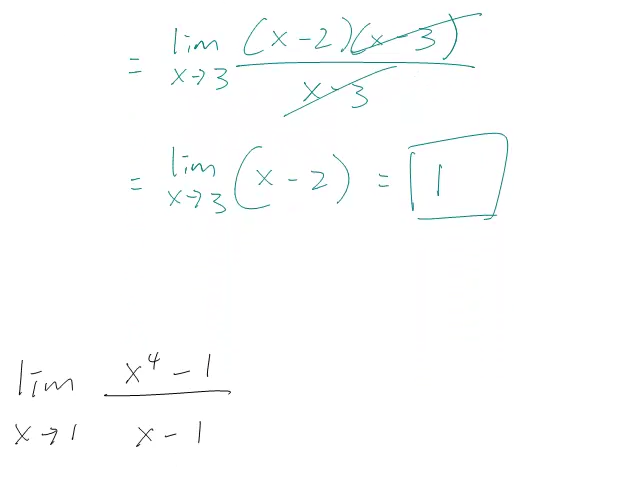 = lim x→3 (x-2)(x-3) / x-3
= lim x→3 (x-2) = 1
lim x→1 x⁴-1 / x-1